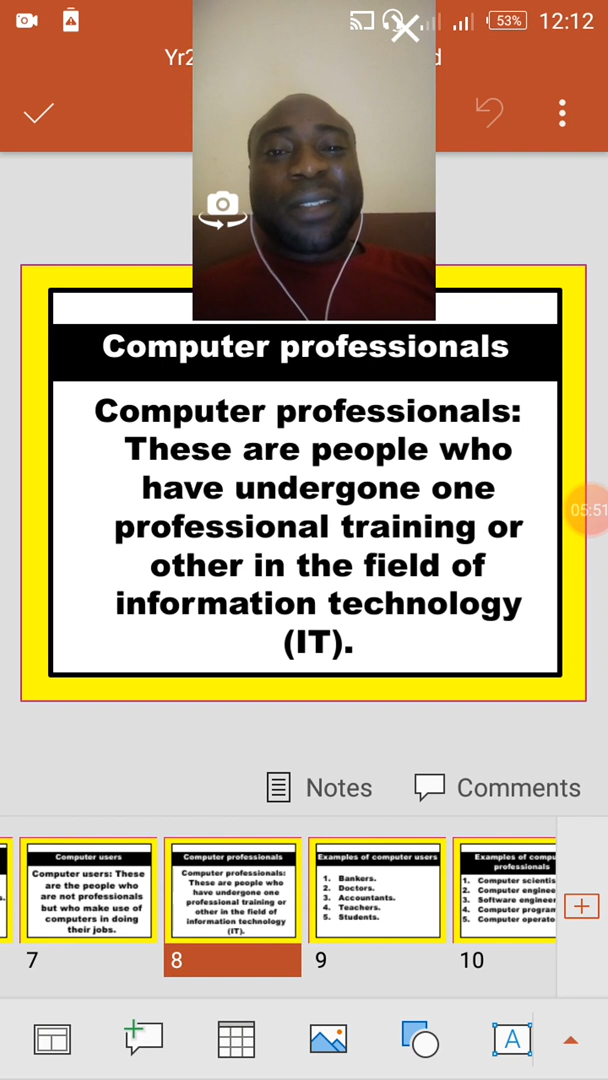 53% 12:12
Yr2
d
Computer professionals
Computer professionals:
These are people who
have undergone one
professional training or
other in the field of
information technology
(IT).
05:51
Notes Comments
Computer users
Computer users: These
are the people who
are not professionals
but who make use of
computers in doing
their jobs.
7
Computer professionals
Computer professionals:
These are people who
have undergone one
professional training or
other in the field of
information technology
(IT).
8
Examples of computer users
1. Bankers.
2. Doctors.
3. Accountants.
4. Teachers.
5. Students.
9
Examples of compu
professionals
1. Computer scientis
2. Computer enginee
3. Software engineer
4. Computer program
5. Computer operato
10
A